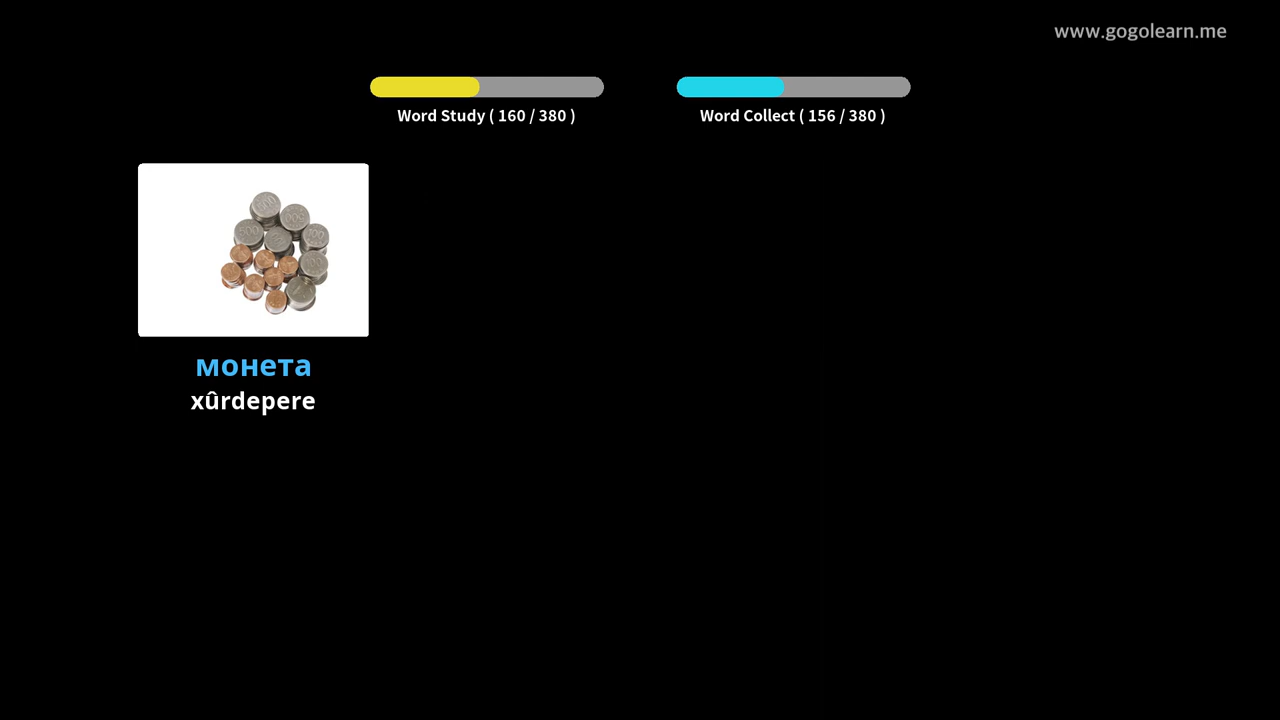 www.gogolearn.me
Word Study ( 160 / 380 )
Word Collect ( 156 / 380 )
монета
xûrdepere